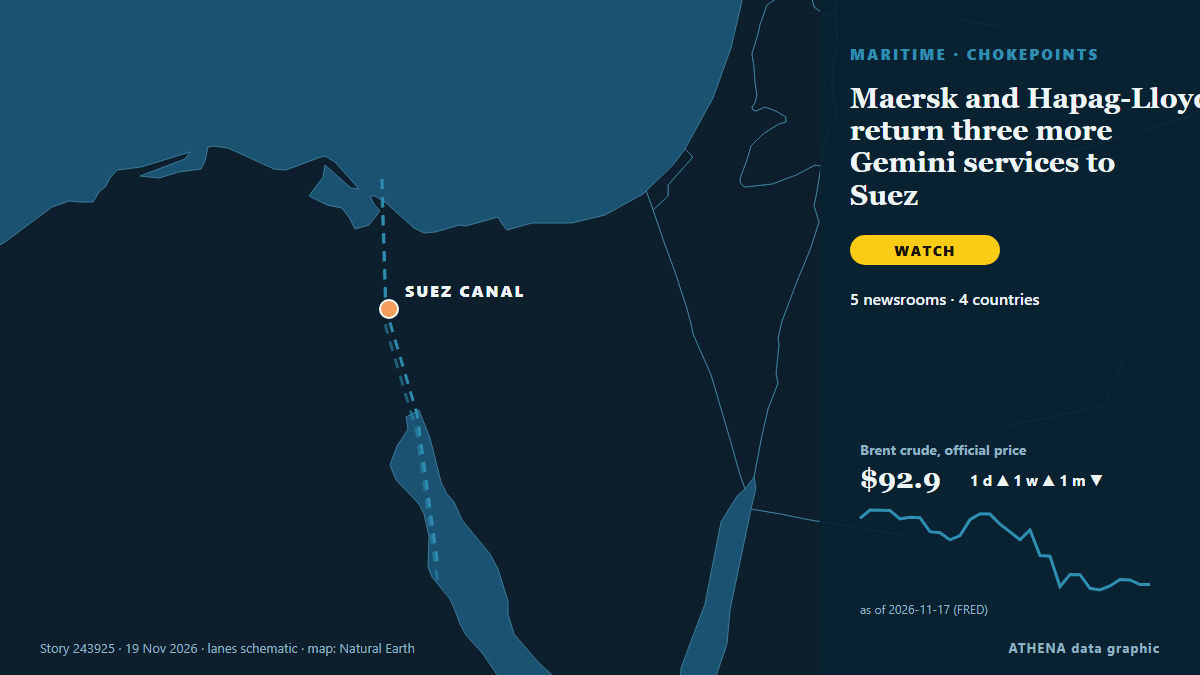 MARITIME · CHOKEPOINTS
Maersk and Hapag-Lloyd
return three more
Gemini services to
Suez
WATCH
5 newsrooms · 4 countries
SUEZ CANAL
Brent crude, official price
$92.9 1 d ▲ 1 w ▲ 1 m ▼
as of 2026-11-17 (FRED)
Story 243925 · 19 Nov 2026 · lanes schematic · map: Natural Earth
ATHENA data graphic